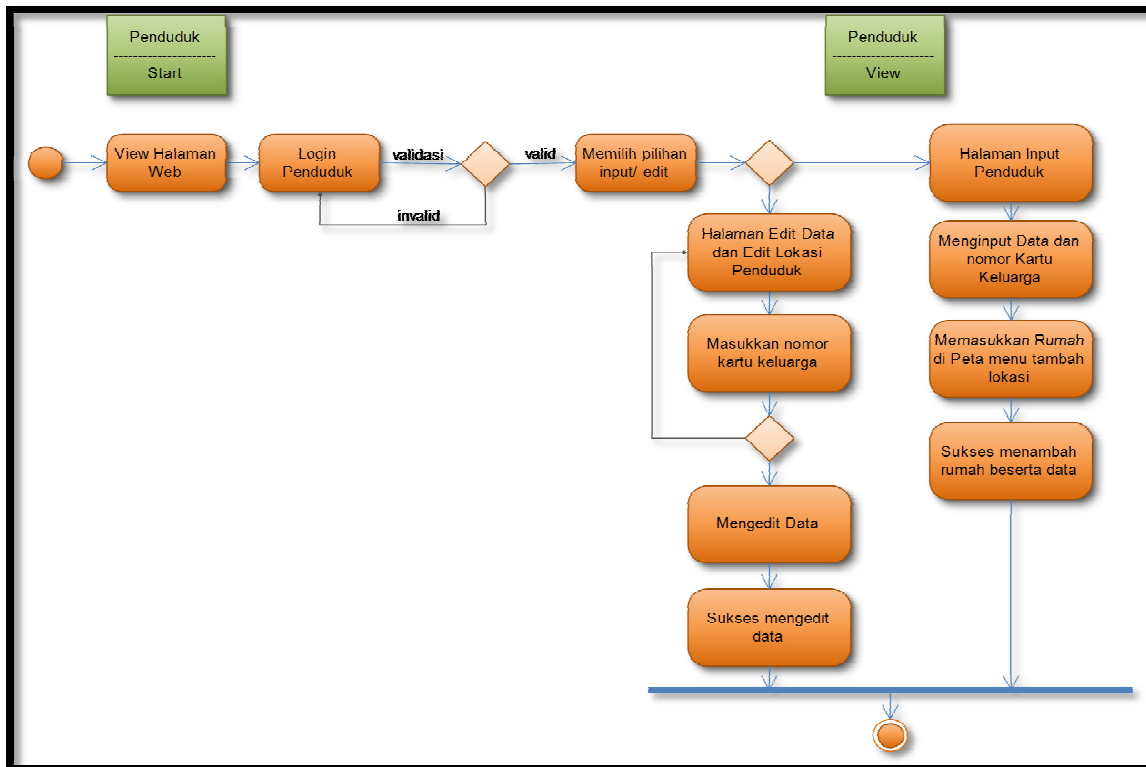 Penduduk
--------------------
Start
Penduduk
--------------------
View
View Halaman
Web
Login
Penduduk
validasi
valid
invalid
Memilih pilihan
input/ edit
Halaman Input
Penduduk
Halaman Edit Data
dan Edit Lokasi
Penduduk
Menginput Data dan
nomor Kartu
Keluarga
Masukkan nomor
kartu keluarga
Memasukkan Rumah
di Peta menu tambah
lokasi
Sukses menambah
rumah beserta data
Mengedit Data
Sukses mengedit
data